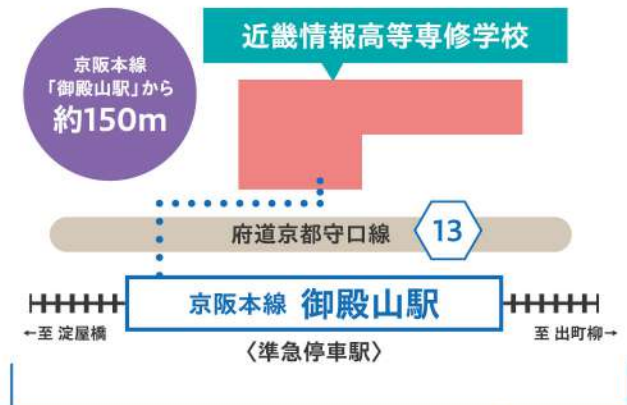 近畿情報高等専修学校
京阪本線
「御殿山駅」から
約150m
府道京都守口線
13
京阪本線 御殿山駅
←至 淀屋橋
至 出町柳→
〈準急停車駅〉